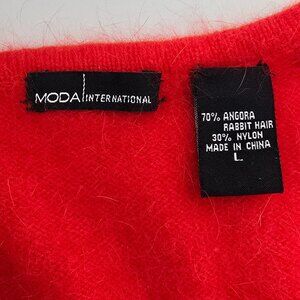 MODA INTERNATIONAL
70% ANGORA
RABBIT HAIR
30% NYLON
MADE IN CHINA
L